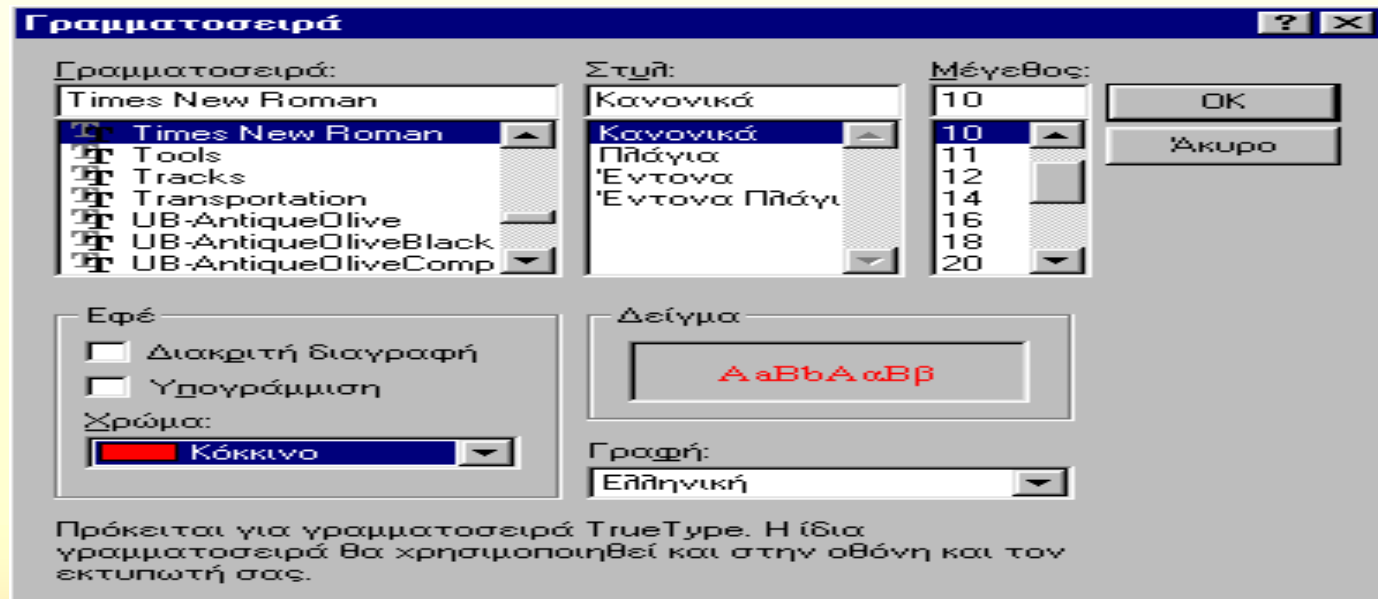 Γραμματοσειρά
Γραμματοσειρά:
Times New Roman
Times New Roman
Tools
Tracks
Transportation
UB-AntiqueOlive
UB-AntiqueOliveBlack
UB-AntiqueOliveComp
Στυλ:
Κανονικά
Κανονικά
Πλάγια
Έντονα
Έντονα Πλάγι
Μέγεθος:
10
10
11
12
14
16
18
20
OK
Άκυρο
Εφέ
Διακριτή διαγραφή
Υπογράμμιση
Χρώμα:
Κόκκινο
Δείγμα
AaBbΑαΒβ
Γραφή:
Ελληνική
Πρόκειται για γραμματοσειρά TrueType. Η ίδια
γραμματοσειρά θα χρησιμοποιηθεί και στην οθόνη και τον
εκτυπωτή σας.